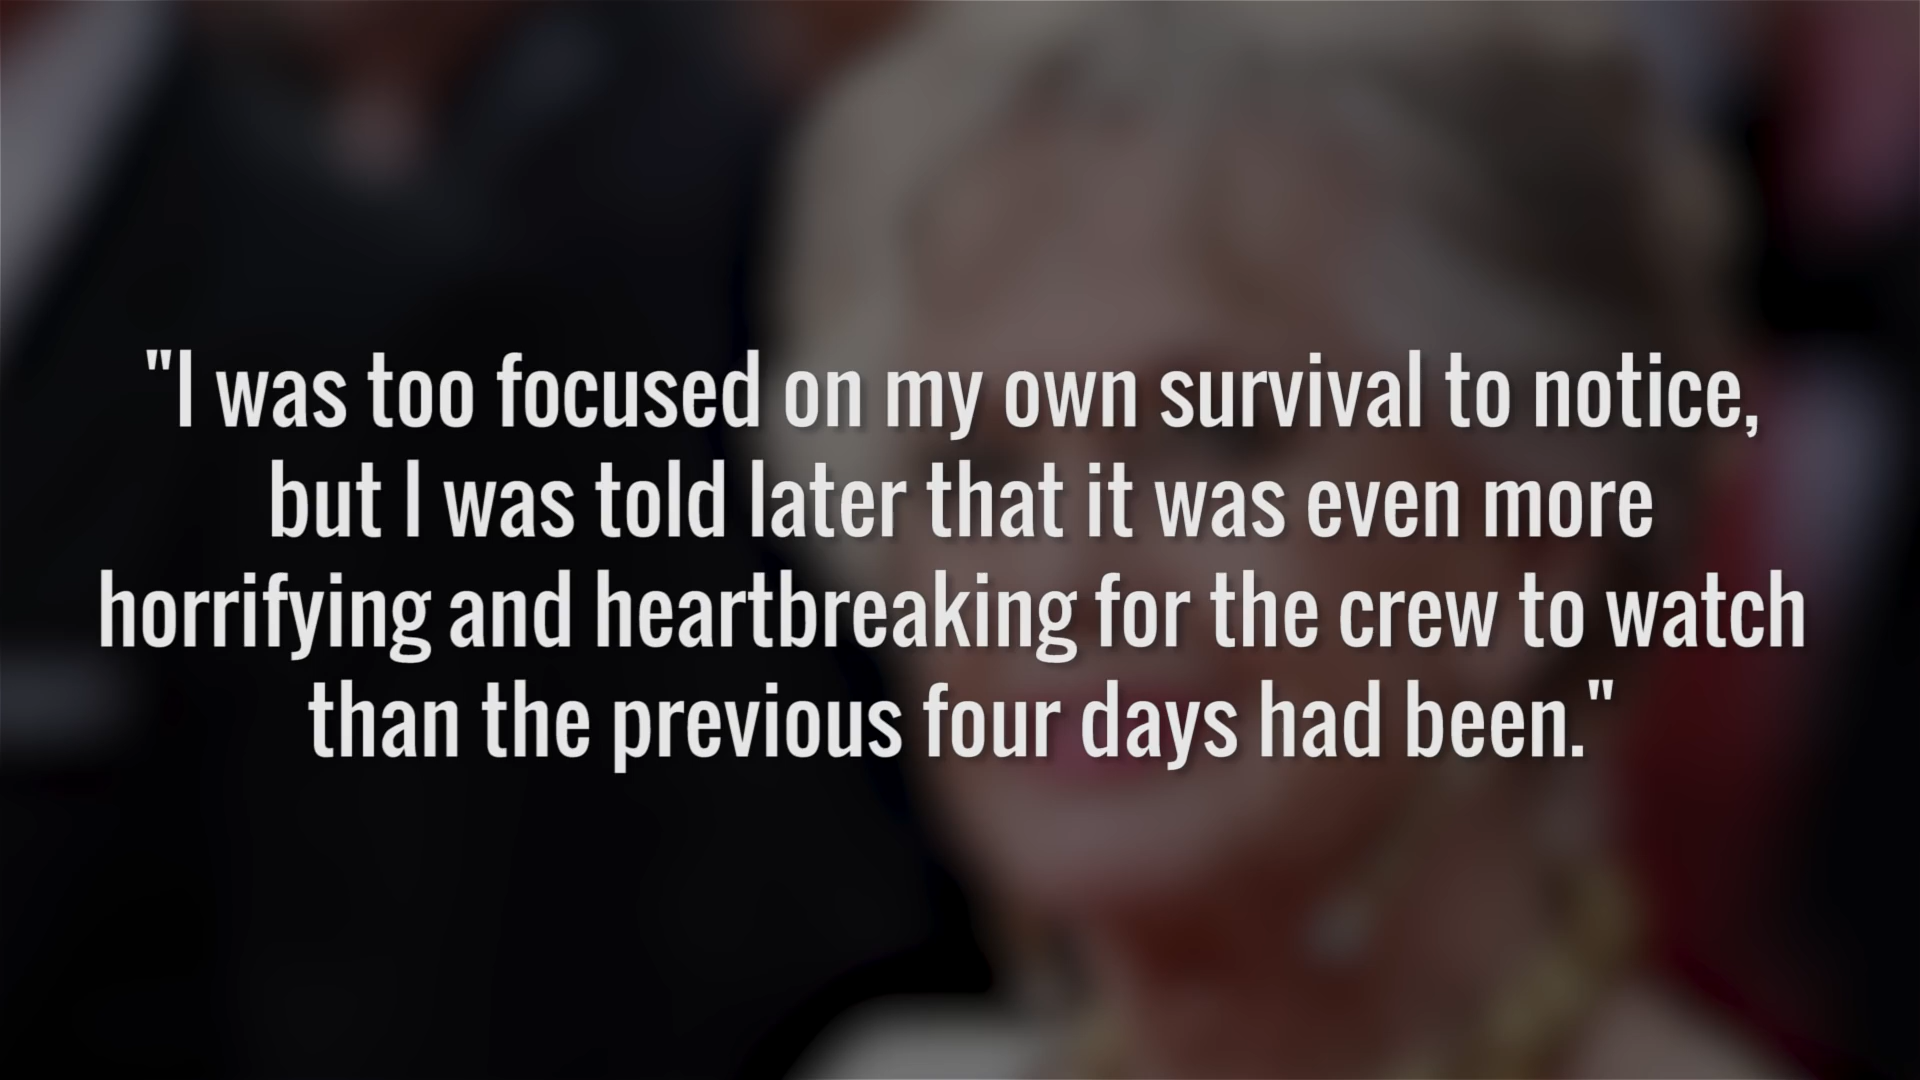 "I was too focused on my own survival to notice,
but I was told later that it was even more
horrifying and heartbreaking for the crew to watch
than the previous four days had been."